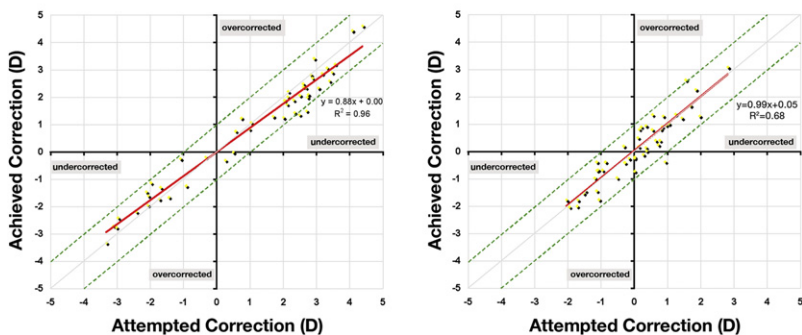 overcorrected
Achieved Correction (D)
5
4
3
2
1
0
-1
-2
-3
-4
-5
y = 0.88x + 0.00
R² = 0.96
undercorrected
undercorrected
overcorrected
-5 -4 -3 -2 -1 0 1 2 3 4 5
Attempted Correction (D)
overcorrected
Achieved Correction (D)
5
4
3
2
1
0
-1
-2
-3
-4
-5
y=0.99x+0.05
R²=0.68
undercorrected
undercorrected
overcorrected
-5 -4 -3 -2 -1 0 1 2 3 4 5
Attempted Correction (D)